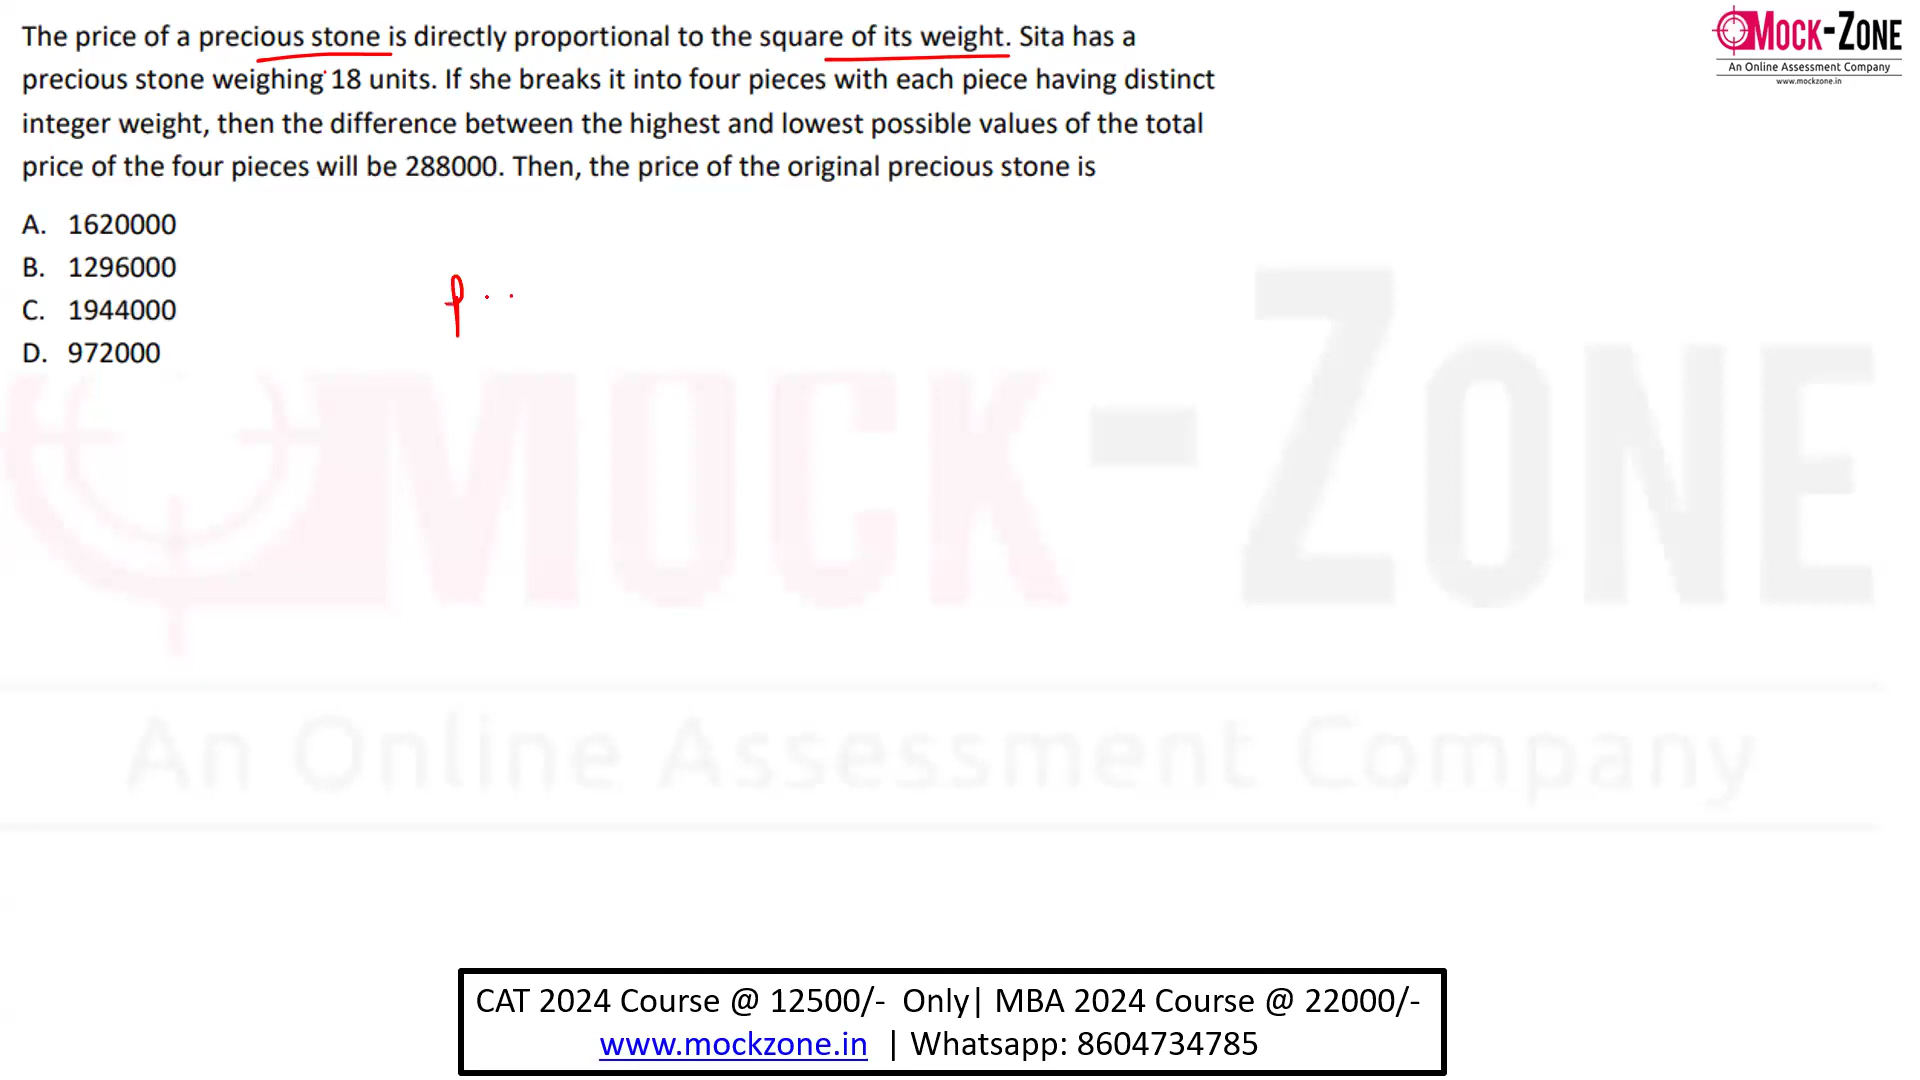 The price of a precious stone is directly proportional to the square of its weight. Sita has a
precious stone weighing 18 units. If she breaks it into four pieces with each piece having distinct
integer weight, then the difference between the highest and lowest possible values of the total
price of the four pieces will be 288000. Then, the price of the original precious stone is
A. 1620000
B. 1296000
C. 1944000
D. 972000
p
MOCK-ZONE
An Online Assessment Company
www.mockzone.in
MOCK-ZONE
An Online Assessment Company
CAT 2024 Course @ 12500/- Only| MBA 2024 Course @ 22000/-
www.mockzone.in | Whatsapp: 8604734785